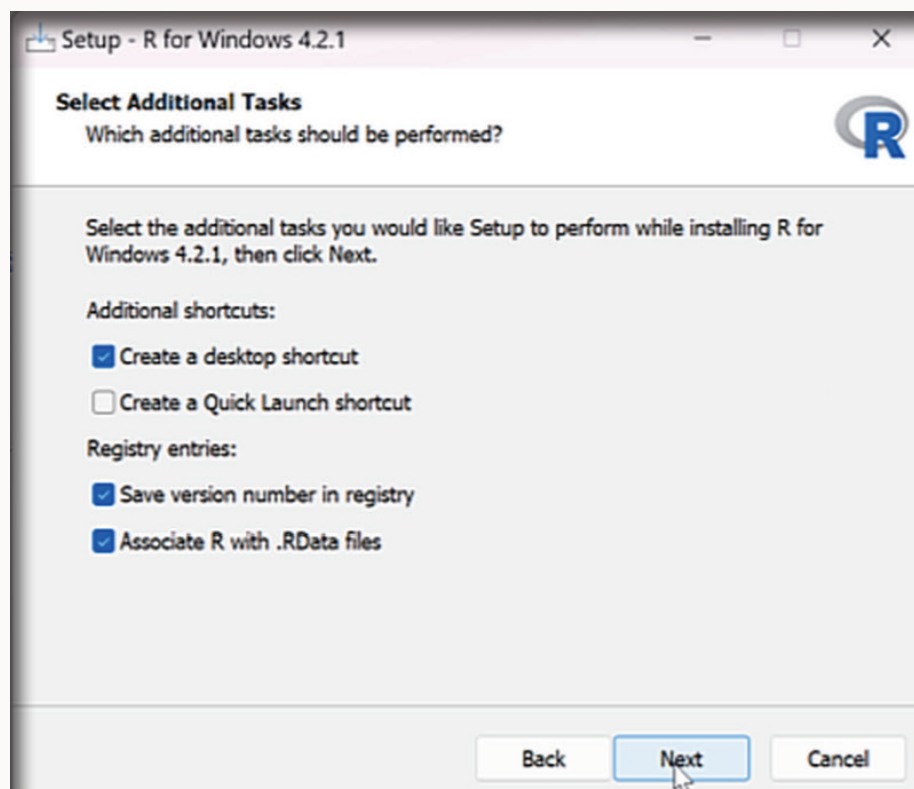 Setup - R for Windows 4.2.1
Select Additional Tasks
Which additional tasks should be performed?
R
Select the additional tasks you would like Setup to perform while installing R for
Windows 4.2.1, then click Next.
Additional shortcuts:
Create a desktop shortcut
Create a Quick Launch shortcut
Registry entries:
Save version number in registry
Associate R with .RData files
Back Next Cancel